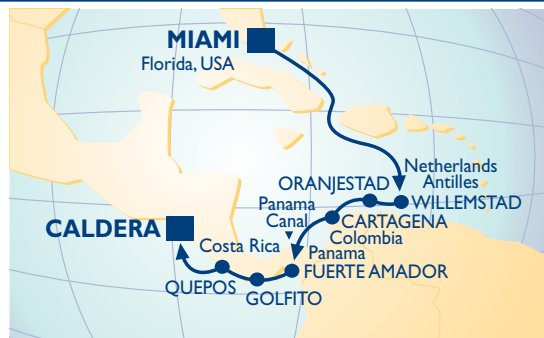 MIAMI
Florida, USA
Netherlands
Antilles
ORANJESTAD
WILLEMSTAD
Panama
Canal
CARTAGENA
Colombia
CALDERA
Costa Rica
Panama
FUERTE AMADOR
QUEPOS
GOLFITO